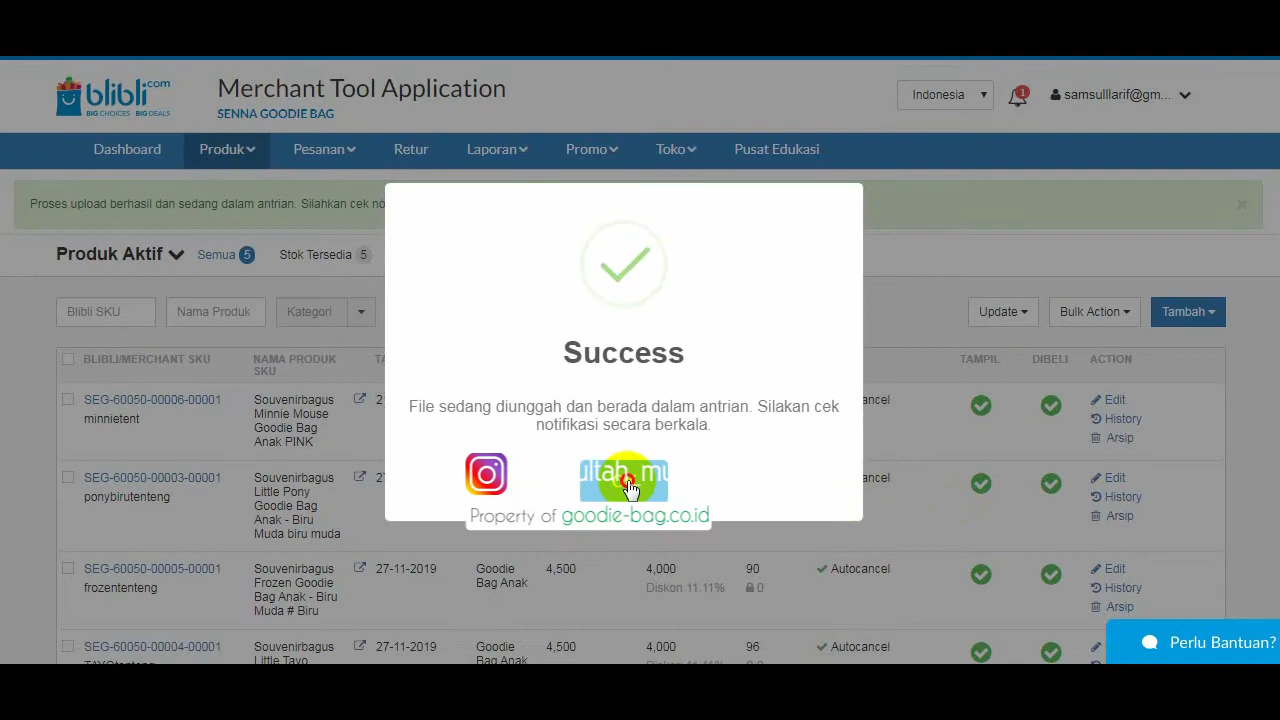 blibli.com
BIG CHOICES BIG DEALS
Merchant Tool Application
SENNA GOODIE BAG
Indonesia
1
samsulllarif@gm...
Dashboard
Produk
Pesanan
Retur
Laporan
Promo
Toko
Pusat Edukasi
Proses upload berhasil dan sedang dalam antrian. Silahkan cek
Produk Aktif
Semua 5
Stok Tersedia 5
Blibli SKU
Nama Produk
Kategori
Update
Bulk Action
Tambah
Success
File sedang diunggah dan berada dalam antrian. Silakan cek
notifikasi secara berkala.
Property of goodie-bag.co.id
BLIBLI/MERCHANT SKU
NAMA PRODUK
SKU
TAMPIL
DIBELI
ACTION
SEG-60050-00006-00001
minnietent
Souvenirbagus
Minnie Mouse
Goodie Bag
Anak PINK
Edit
History
Arsip
SEG-60050-00003-00001
ponybirutenteng
Souvenirbagus
Little Pony
Goodie Bag
Anak - Biru
Muda biru muda
Edit
History
Arsip
SEG-60050-00005-00001
frozententeng
Souvenirbagus
Frozen Goodie
Bag Anak - Biru
Muda # Biru
27-11-2019
Goodie
Bag Anak
4,500
4,000
Diskon 11.11%
90
0
Autocancel
Edit
History
Arsip
SEG-60050-00004-00001
Souvenirbagus
Little Tayo
27-11-2019
Goodie
Bag Anak
4,500
4,000
96
Autocancel
Perlu Bantuan?